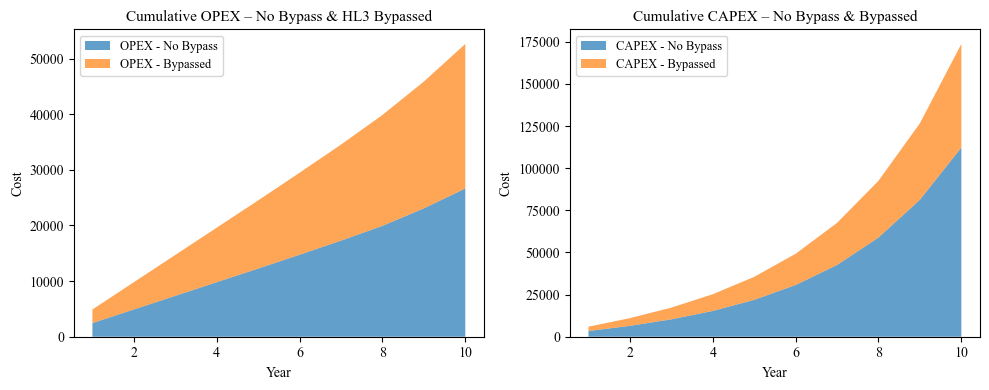 Cumulative OPEX – No Bypass & HL3 Bypassed
OPEX - No Bypass
OPEX - Bypassed
Cost
50000
40000
30000
20000
10000
0
2
4
6
8
10
Year
Cumulative CAPEX – No Bypass & Bypassed
CAPEX - No Bypass
CAPEX - Bypassed
Cost
175000
150000
125000
100000
75000
50000
25000
0
2
4
6
8
10
Year